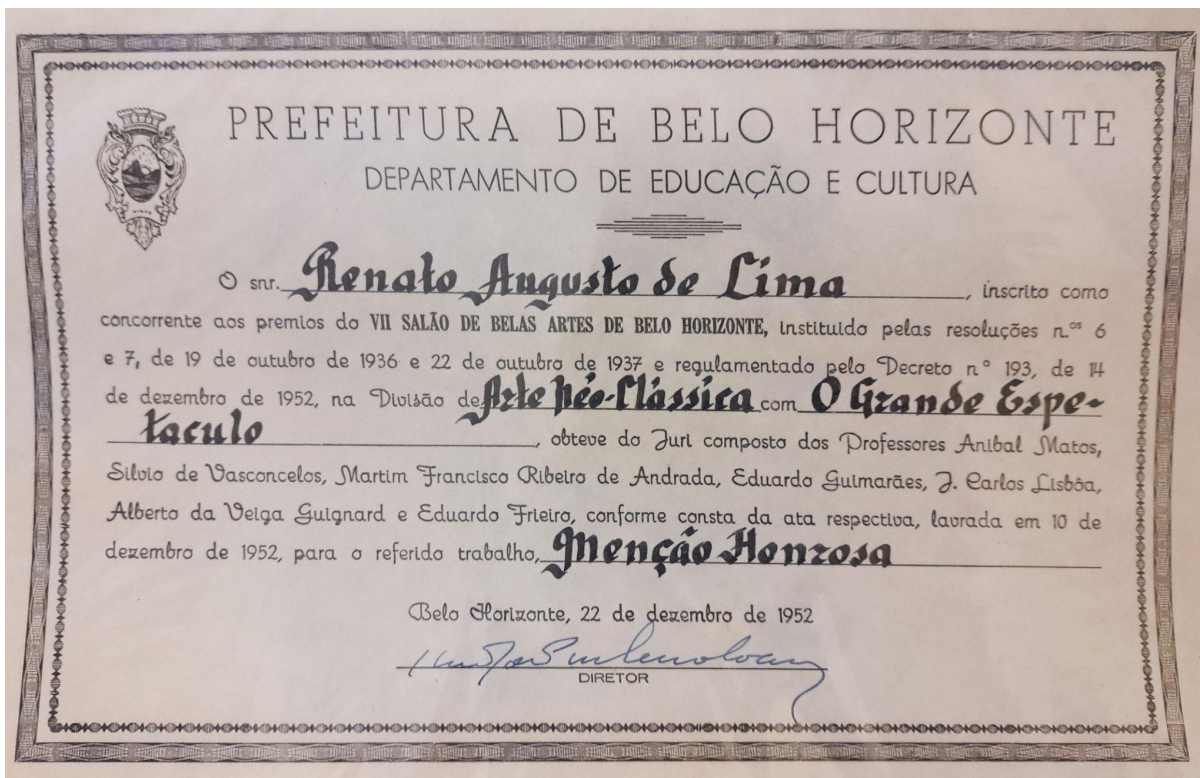 PREFEITURA DE BELO HORIZONTE
DEPARTAMENTO DE EDUCAÇÃO E CULTURA
O snr. Renato Augusto de Lima, inscrito como
concorrente aos premios do VII SALÃO DE BELAS ARTES DE BELO HORIZONTE, instituido pelas resoluções n.os 6
e 7, de 19 de outubro de 1936 e 22 de outubro de 1937 e regulamentado pelo Decreto n° 193, de 14
de dezembro de 1952, na Divisão de Arte Néo-Clássica com O Grande Espe-
taculo, obteve do Juri composto dos Professores Anibal Matos,
Silvio de Vasconcelos, Martim Francisco Ribeiro de Andrada, Eduardo Guimarães, J. Carlos Lisbôa,
Alberto da Veiga Guignard e Eduardo Frieiro, conforme consta da ata respectiva, lavrada em 10 de
dezembro de 1952, para o referido trabalho, Menção Honrosa
Belo Horizonte, 22 de dezembro de 1952
DIRETOR